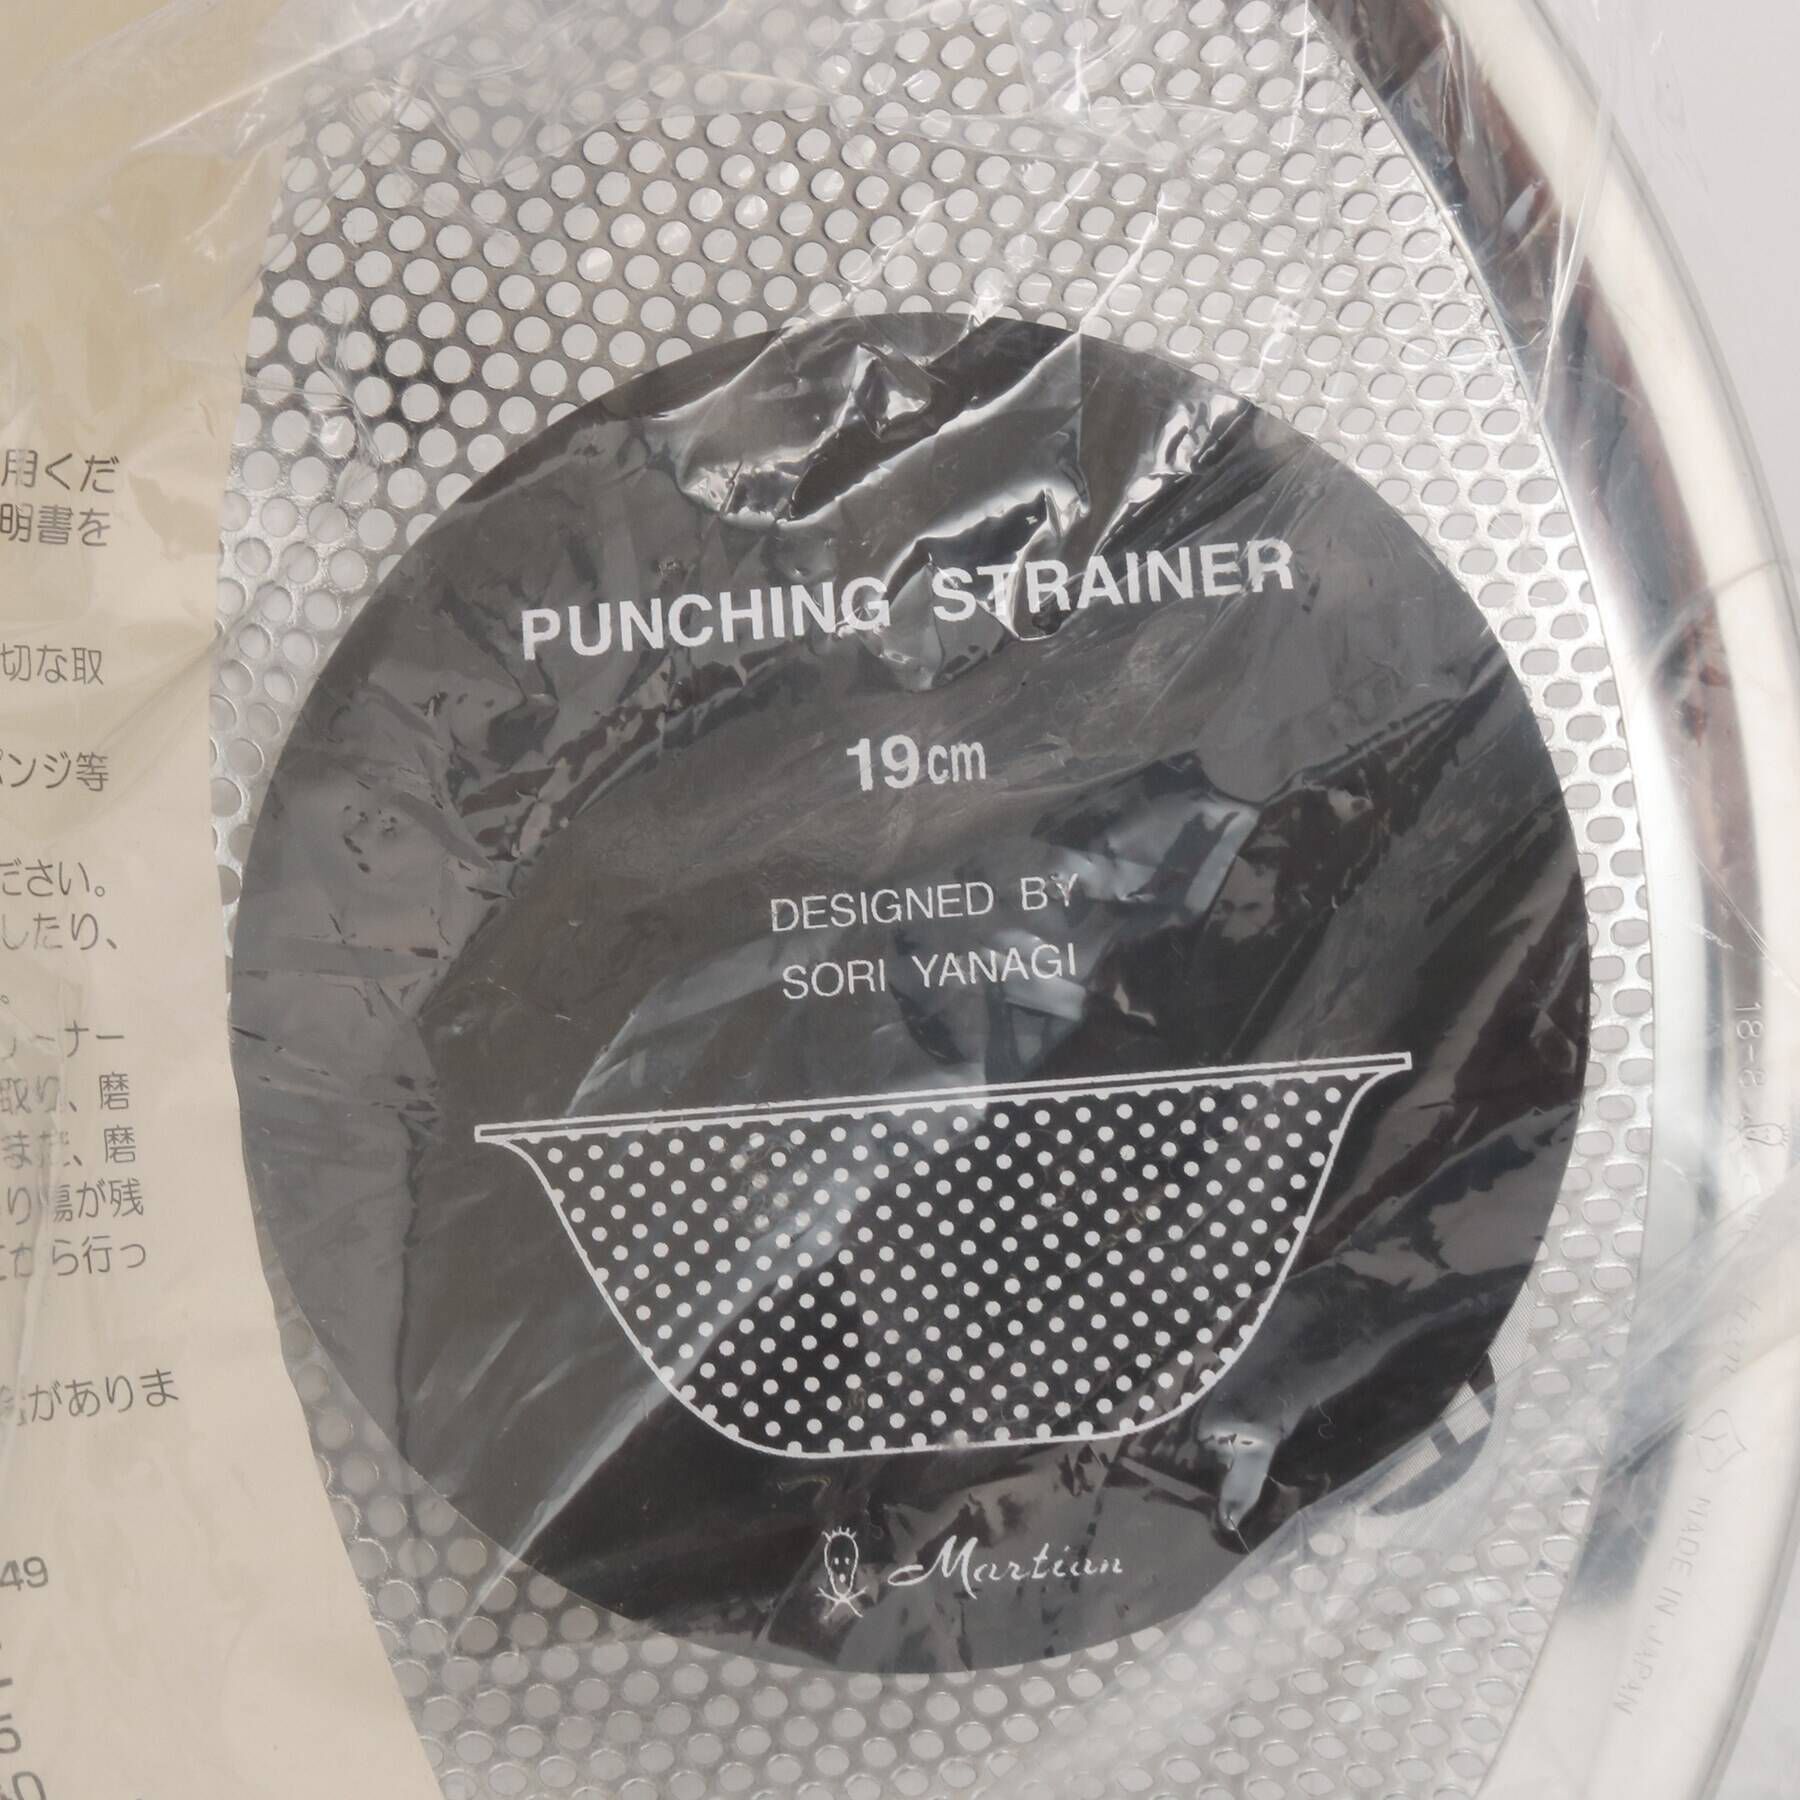 PUNCHING STRAINER
19cm
DESIGNED BY
SORI YANAGI
Martian
用くだ
明書を
切な取
ンジ等
ださい。
したり、
。
ーナー
取り、磨
磨
り傷が残
ら行っ
がありま
49
5
18-8
MADE IN JAPAN